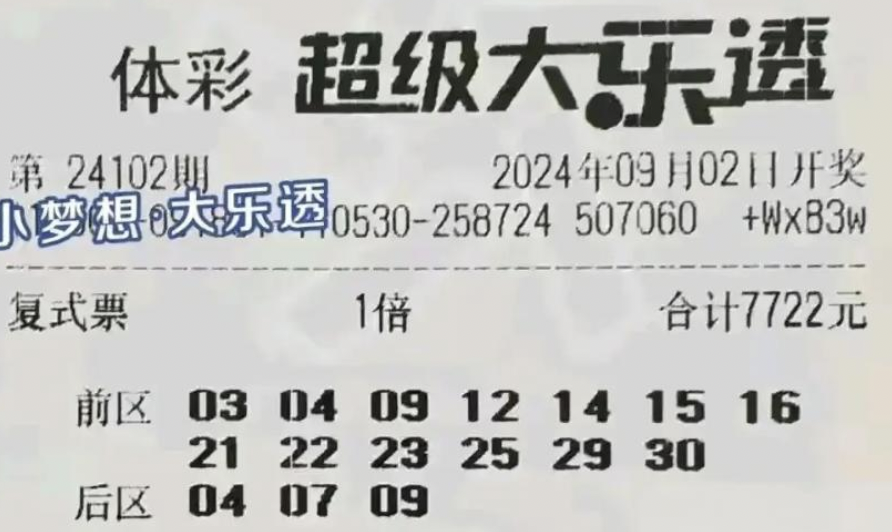 体彩 超级大乐透
第 24102期 2024年09月02日开奖
小梦想·大乐透
0530-258724 507060 +WxB3w
复式票 1倍 合计7722元
前区 03 04 09 12 14 15 16
21 22 23 25 29 30
后区 04 07 09